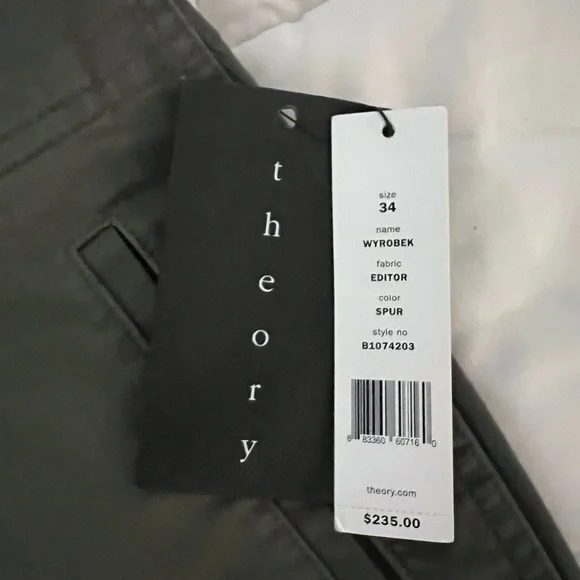 theory
size
34
name
WYROBEK
fabric
EDITOR
color
SPUR
style no
B1074203
8 83360 60716 0
theory.com
$235.00